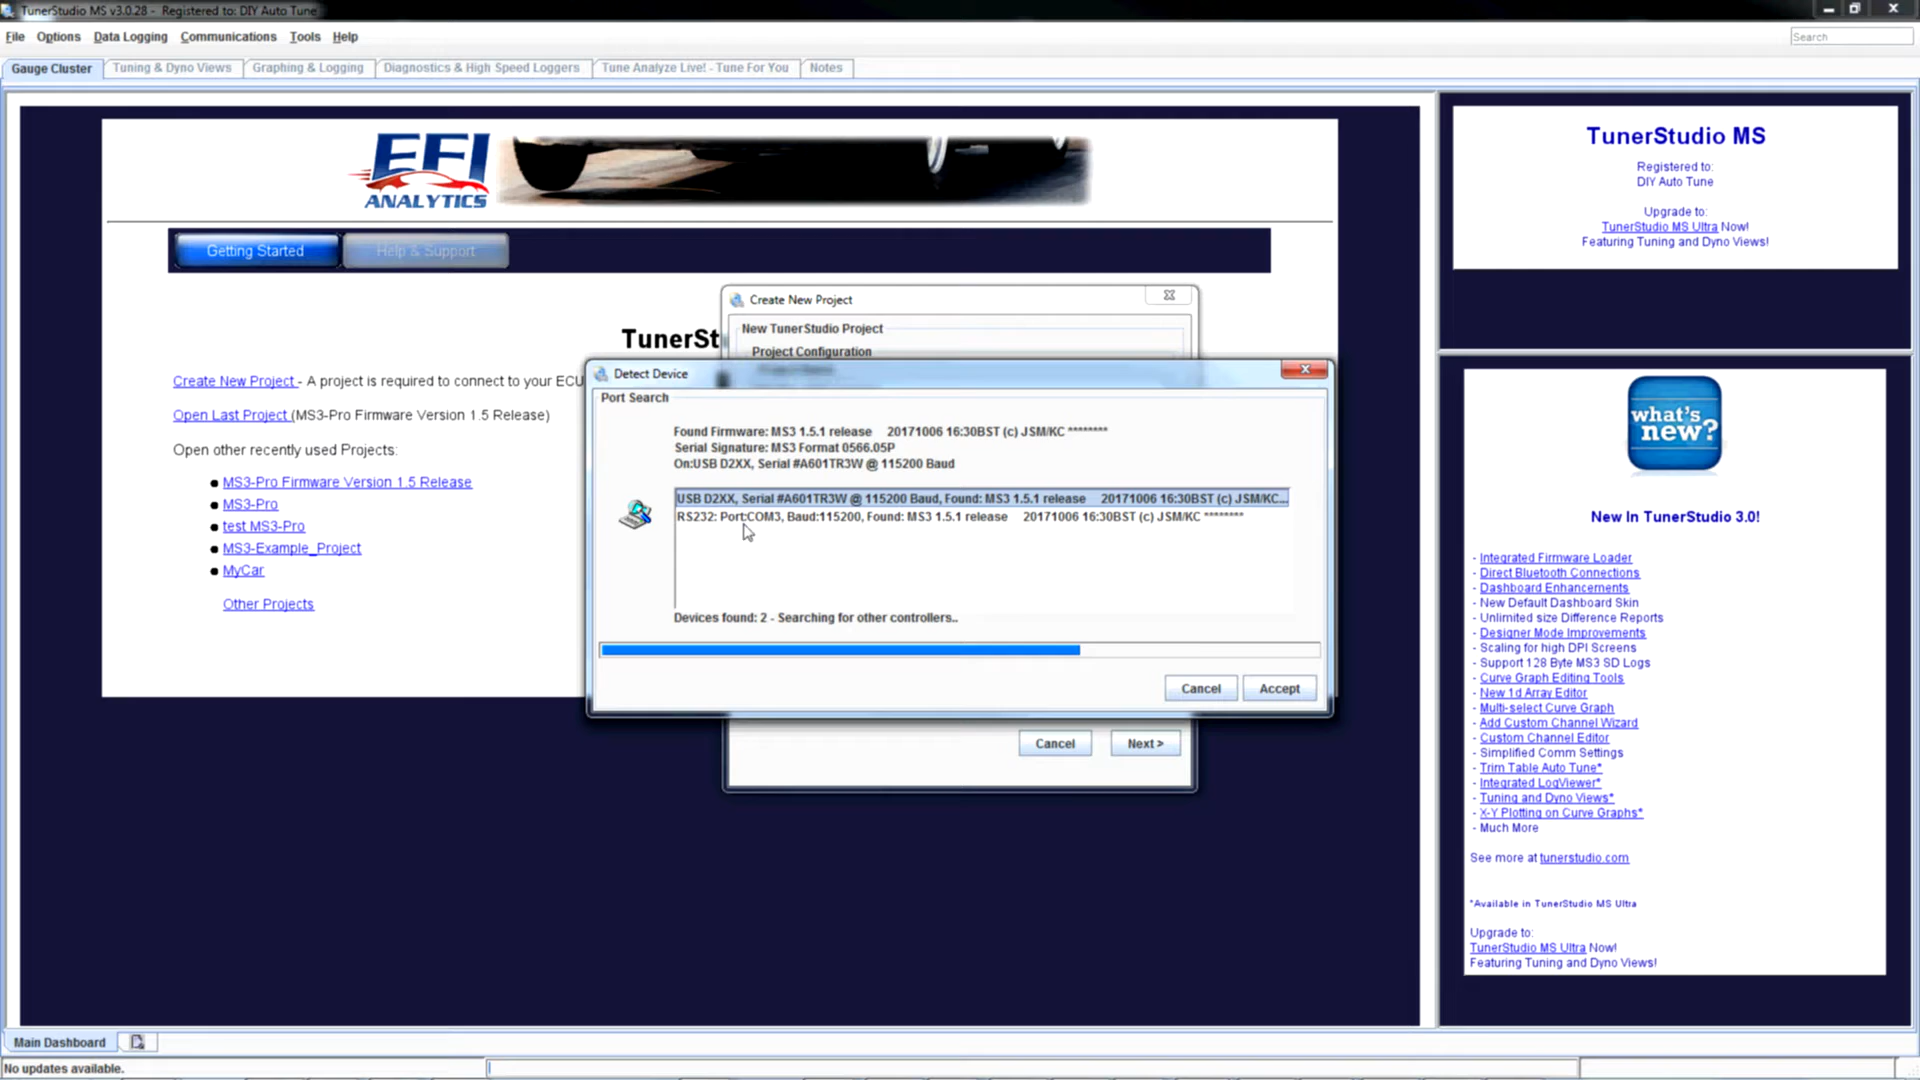 TunerStudio MS v3.0.28 - Registered to: DIY Auto Tune
File Options Data Logging Communications Tools Help
Search
Gauge Cluster
Tuning & Dyno Views
Graphing & Logging
Diagnostics & High Speed Loggers
Tune Analyze Live! - Tune For You
Notes
EFI
ANALYTICS
Getting Started
Help & Support
TunerSt
Create New Project - A project is required to connect to your ECU
Open Last Project (MS3-Pro Firmware Version 1.5 Release)
Open other recently used Projects:
MS3-Pro Firmware Version 1.5 Release
MS3-Pro
test MS3-Pro
MS3-Example_Project
MyCar
Other Projects
Create New Project
New TunerStudio Project
Project Configuration
Detect Device
Port Search
Found Firmware: MS3 1.5.1 release 20171006 16:30BST (c) JSM/KC ********
Serial Signature: MS3 Format 0566.05P
On:USB D2XX, Serial #A601TR3W @ 115200 Baud
USB D2XX, Serial #A601TR3W @ 115200 Baud, Found: MS3 1.5.1 release 20171006 16:30BST (c) JSM/KC...
RS232: Port:COM3, Baud:115200, Found: MS3 1.5.1 release 20171006 16:30BST (c) JSM/KC ********
Devices found: 2 - Searching for other controllers..
Cancel
Accept
Cancel
Next >
TunerStudio MS
Registered to:
DIY Auto Tune
Upgrade to:
TunerStudio MS Ultra Now!
Featuring Tuning and Dyno Views!
what's
new?
New In TunerStudio 3.0!
- Integrated Firmware Loader
- Direct Bluetooth Connections
- Dashboard Enhancements
- New Default Dashboard Skin
- Unlimited size Difference Reports
- Designer Mode Improvements
- Scaling for high DPI Screens
- Support 128 Byte MS3 SD Logs
- Curve Graph Editing Tools
- New 1d Array Editor
- Multi-select Curve Graph
- Add Custom Channel Wizard
- Custom Channel Editor
- Simplified Comm Settings
- Trim Table Auto Tune*
- Integrated LogViewer*
- Tuning and Dyno Views*
- X-Y Plotting on Curve Graphs*
- Much More
See more at tunerstudio.com
*Available in TunerStudio MS Ultra
Upgrade to:
TunerStudio MS Ultra Now!
Featuring Tuning and Dyno Views!
Main Dashboard
No updates available.